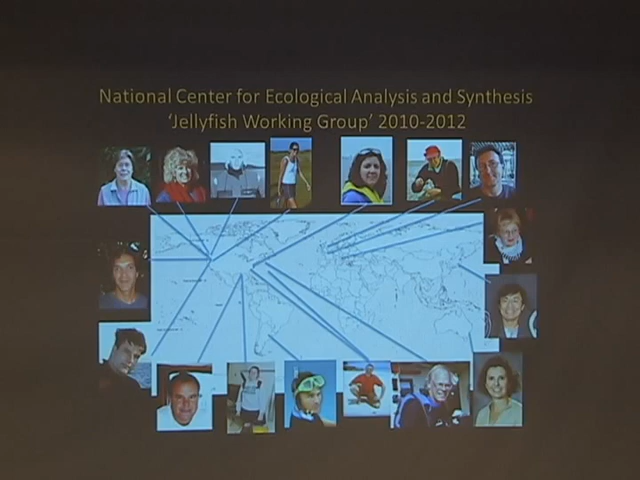 National Center for Ecological Analysis and Synthesis
'Jellyfish Working Group' 2010-2012